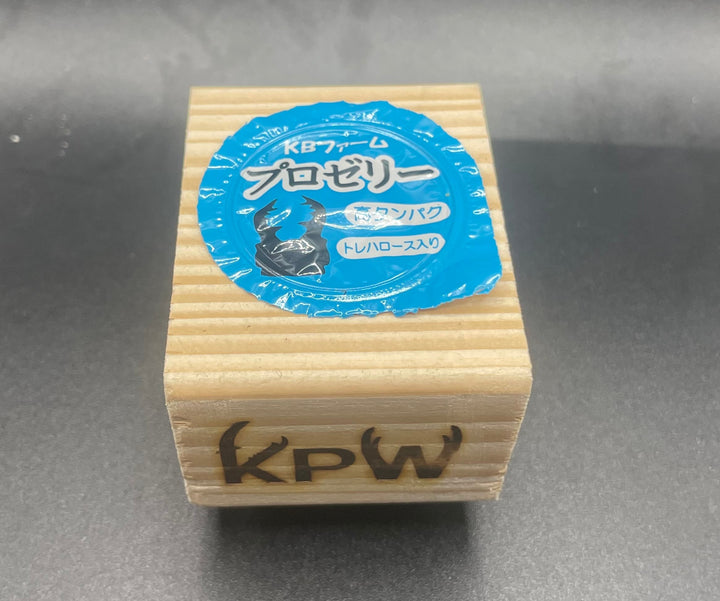 KBファーム
プロゼリー
高タンパク
トレハロース入り
KPW